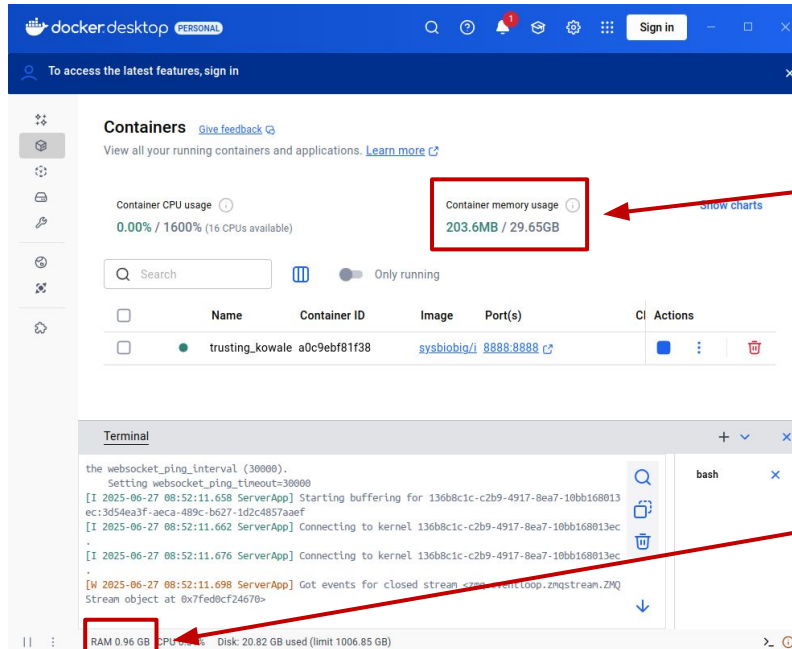 docker.desktop PERSONAL
1
Sign in
To access the latest features, sign in
Containers Give feedback
View all your running containers and applications. Learn more
Container CPU usage
0.00% / 1600% (16 CPUs available)
Container memory usage
203.6MB / 29.65GB
Show charts
Search
Only running
Name Container ID Image Port(s) Actions
trusting_kowale a0c9ebf81f38 sysbiobig/i 8888:8888
Terminal
bash
the websocket_ping_interval (30000).
Setting websocket_ping_timeout=30000
[I 2025-06-27 08:52:11.658 ServerApp] Starting buffering for 136b8c1c-c2b9-4917-8ea7-10bb168013
ec:3d54ea3f-aeca-489c-b627-1d2c4857aaef
[I 2025-06-27 08:52:11.662 ServerApp] Connecting to kernel 136b8c1c-c2b9-4917-8ea7-10bb168013ec
.
[I 2025-06-27 08:52:11.676 ServerApp] Connecting to kernel 136b8c1c-c2b9-4917-8ea7-10bb168013ec
.
[W 2025-06-27 08:52:11.698 ServerApp] Got events for closed stream <zmq.eventloop.zmqstream.ZMQ
Stream object at 0x7fed0cf24670>
RAM 0.96 GB CPU Disk: 20.82 GB used (limit 1006.85 GB)